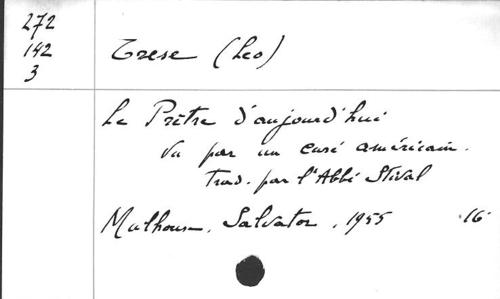 272
142
3
Trese (Leo)
Le Prêtre d'aujourd'hui
Vu par un curé américain.
Trad. par l'Abbé Stival
Mulhouse, Salvator, 1955 16°